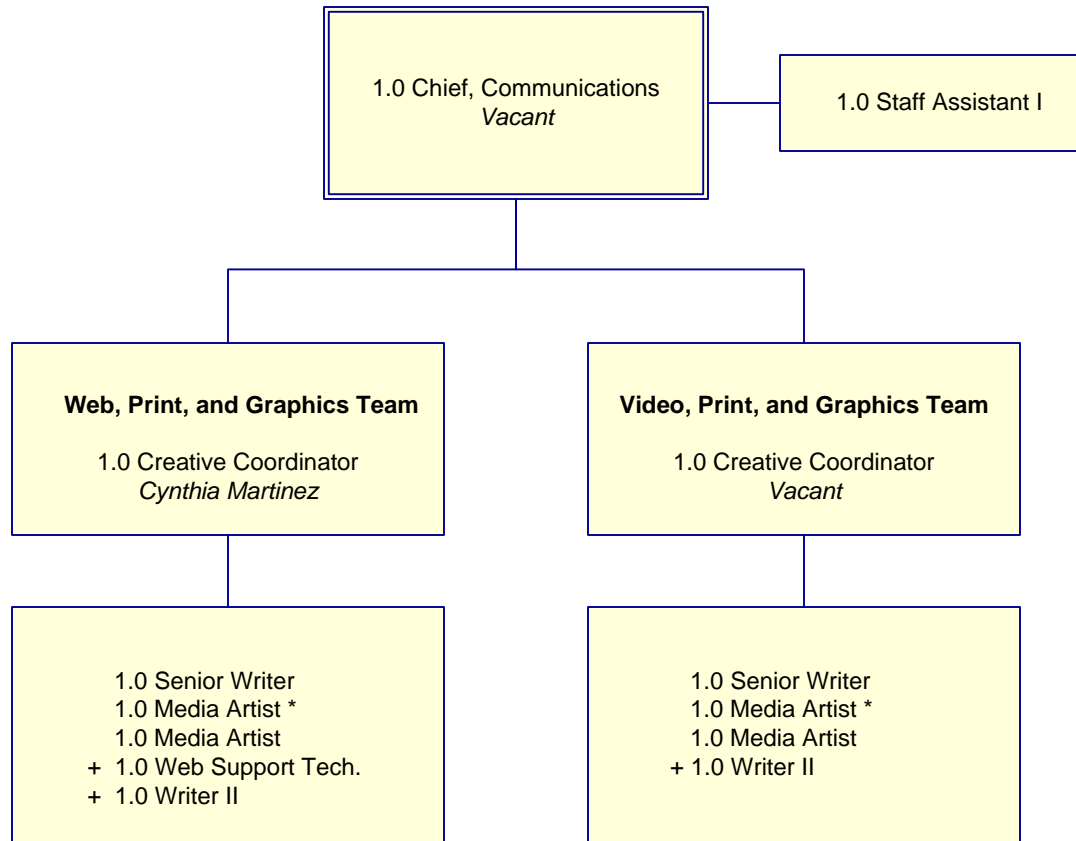 1.0 Chief, Communications
Vacant
1.0 Staff Assistant I
Web, Print, and Graphics Team
1.0 Creative Coordinator
Cynthia Martinez
Video, Print, and Graphics Team
1.0 Creative Coordinator
Vacant
1.0 Senior Writer
1.0 Media Artist *
1.0 Media Artist
+ 1.0 Web Support Tech.
+ 1.0 Writer II
1.0 Senior Writer
1.0 Media Artist *
1.0 Media Artist
+ 1.0 Writer II